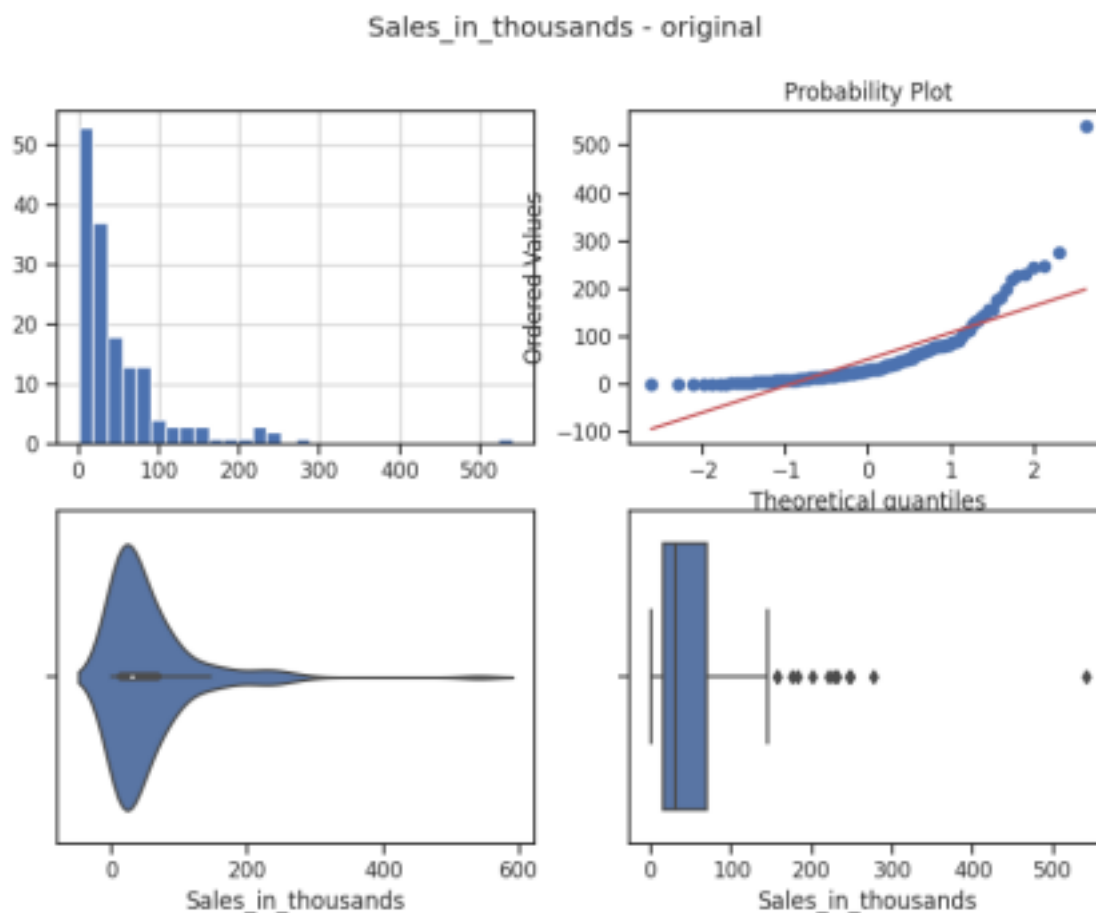 Sales_in_thousands - original
Probability Plot
50
40
30
20
10
0
0 100 200 300 400 500
Ordered Values
500
400
300
200
100
0
−100
−2 −1 0 1 2
Theoretical quantiles
0 200 400 600
Sales_in_thousands
0 100 200 300 400 500
Sales_in_thousands